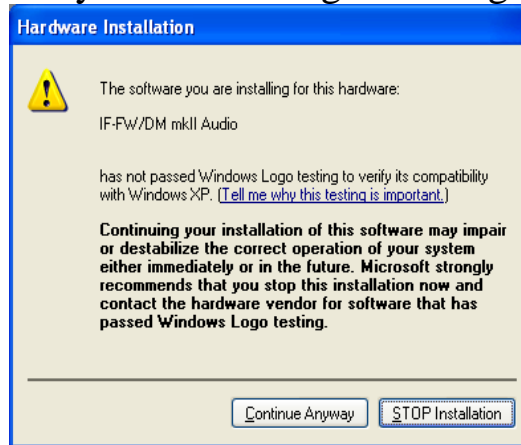 Hardware Installation
The software you are installing for this hardware:
IF-FW/DM mkII Audio
has not passed Windows Logo testing to verify its compatibility
with Windows XP. (Tell me why this testing is important.)
Continuing your installation of this software may impair
or destabilize the correct operation of your system
either immediately or in the future. Microsoft strongly
recommends that you stop this installation now and
contact the hardware vendor for software that has
passed Windows Logo testing.
Continue Anyway STOP Installation